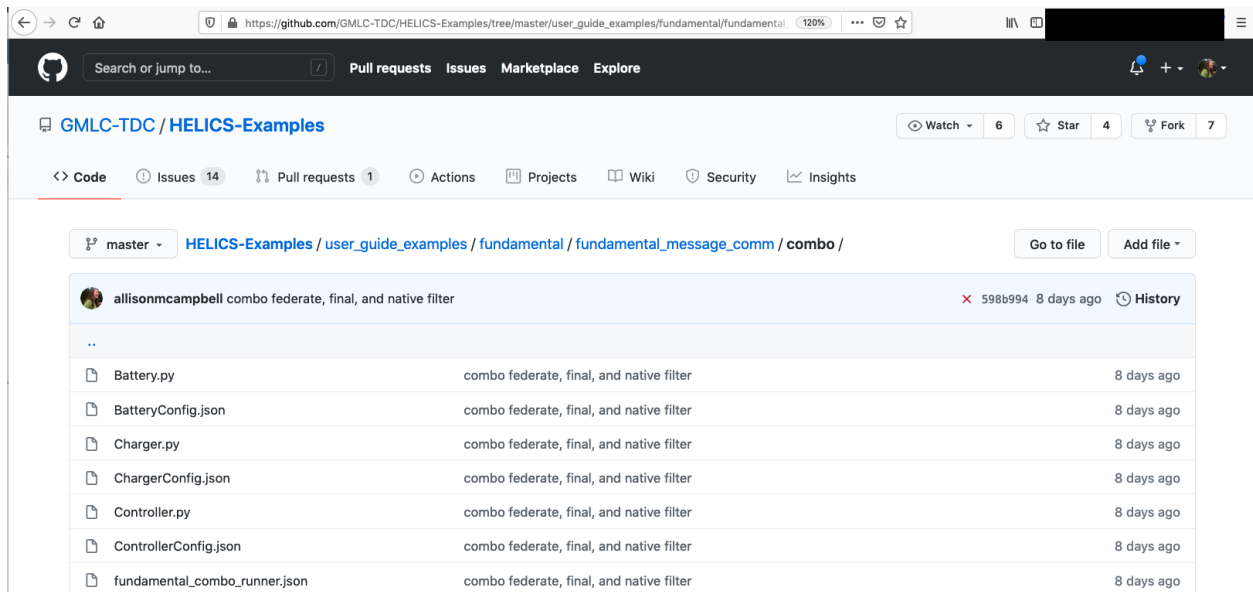 https://github.com/GMLC-TDC/HELICS-Examples/tree/master/user_guide_examples/fundamental/fundamental_ 120%
Search or jump to... / Pull requests Issues Marketplace Explore
GMLC-TDC / HELICS-Examples Watch 6 Star 4 Fork 7
<> Code Issues 14 Pull requests 1 Actions Projects Wiki Security Insights
master HELICS-Examples / user_guide_examples / fundamental / fundamental_message_comm / combo / Go to file Add file
allisonmcampbell combo federate, final, and native filter 598b994 8 days ago History
..
Battery.py combo federate, final, and native filter 8 days ago
BatteryConfig.json combo federate, final, and native filter 8 days ago
Charger.py combo federate, final, and native filter 8 days ago
ChargerConfig.json combo federate, final, and native filter 8 days ago
Controller.py combo federate, final, and native filter 8 days ago
ControllerConfig.json combo federate, final, and native filter 8 days ago
fundamental_combo_runner.json combo federate, final, and native filter 8 days ago